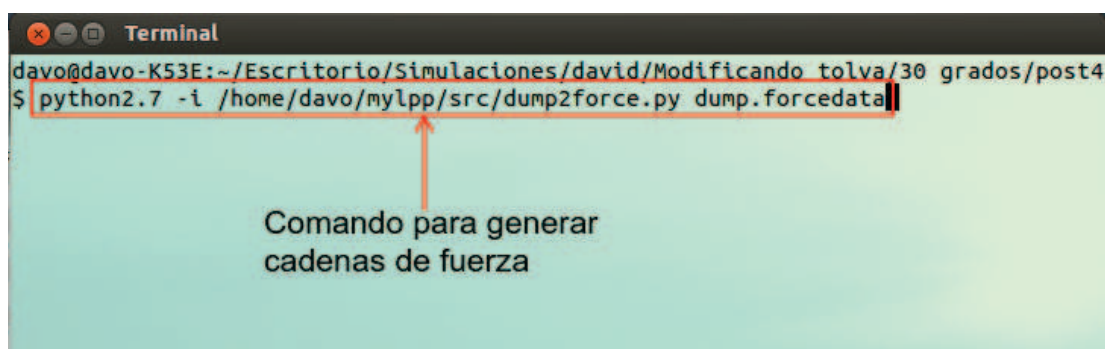 Terminal
davo@davo-K53E:~/Escritorio/Simulaciones/david/Modificando tolva/30 grados/post4
$ python2.7 -i /home/davo/mylpp/src/dump2force.py dump.forcedata
Comando para generar
cadenas de fuerza